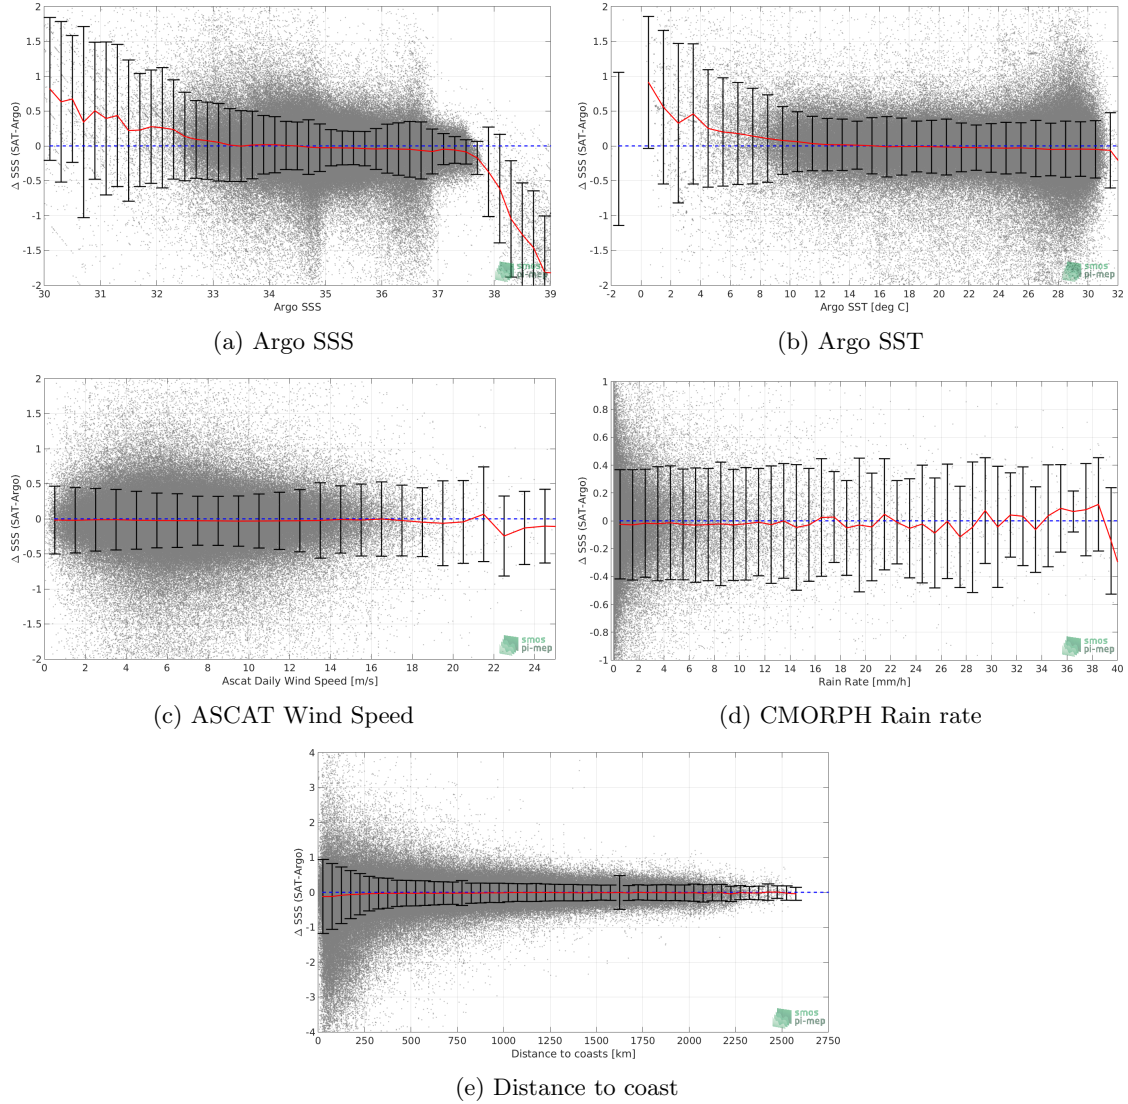 2
1.5
1
0.5
0
-0.5
-1
-1.5
-2
Δ SSS (SAT-Argo)
30 31 32 33 34 35 36 37 38 39
Argo SSS
smos
pi-mep
(a) Argo SSS
2
1.5
1
0.5
0
-0.5
-1
-1.5
-2
Δ SSS (SAT-Argo)
-2 0 2 4 6 8 10 12 14 16 18 20 22 24 26 28 30 32
Argo SST [deg C]
smos
pi-mep
(b) Argo SST
2
1.5
1
0.5
0
-0.5
-1
-1.5
-2
Δ SSS (SAT-Argo)
0 2 4 6 8 10 12 14 16 18 20 22 24
Ascat Daily Wind Speed [m/s]
smos
pi-mep
(c) ASCAT Wind Speed
1
0.8
0.6
0.4
0.2
0
-0.2
-0.4
-0.6
-0.8
-1
Δ SSS (SAT-Argo)
0 2 4 6 8 10 12 14 16 18 20 22 24 26 28 30 32 34 36 38 40
Rain Rate [mm/h]
smos
pi-mep
(d) CMORPH Rain rate
4
3
2
1
0
-1
-2
-3
-4
Δ SSS (SAT-Argo)
0 250 500 750 1000 1250 1500 1750 2000 2250 2500 2750
Distance to coasts [km]
smos
pi-mep
(e) Distance to coast